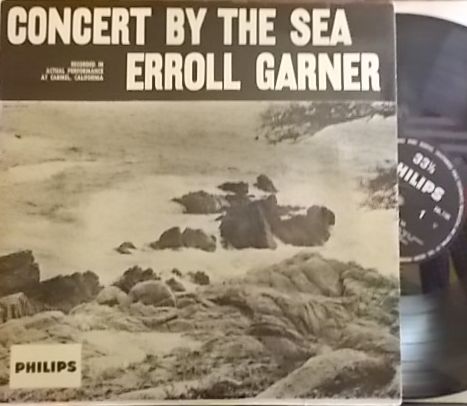 CONCERT BY THE SEA
RECORDED IN
ACTUAL PERFORMANCE
AT CARMEL, CALIFORNIA
ERROLL GARNER
PHILIPS
33⅓
PHILIPS
1